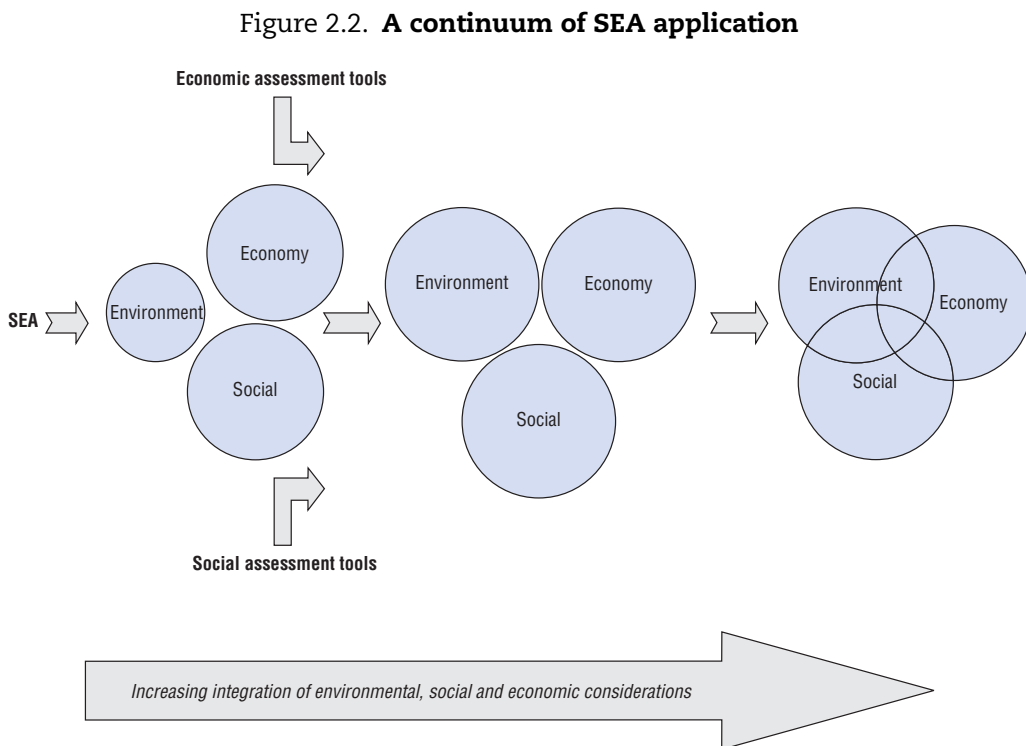 Figure 2.2. A continuum of SEA application
Economic assessment tools
Economy
Environment
Economy
Environment
Economy
SEA
Environment
Social
Social
Social
Social assessment tools
Increasing integration of environmental, social and economic considerations